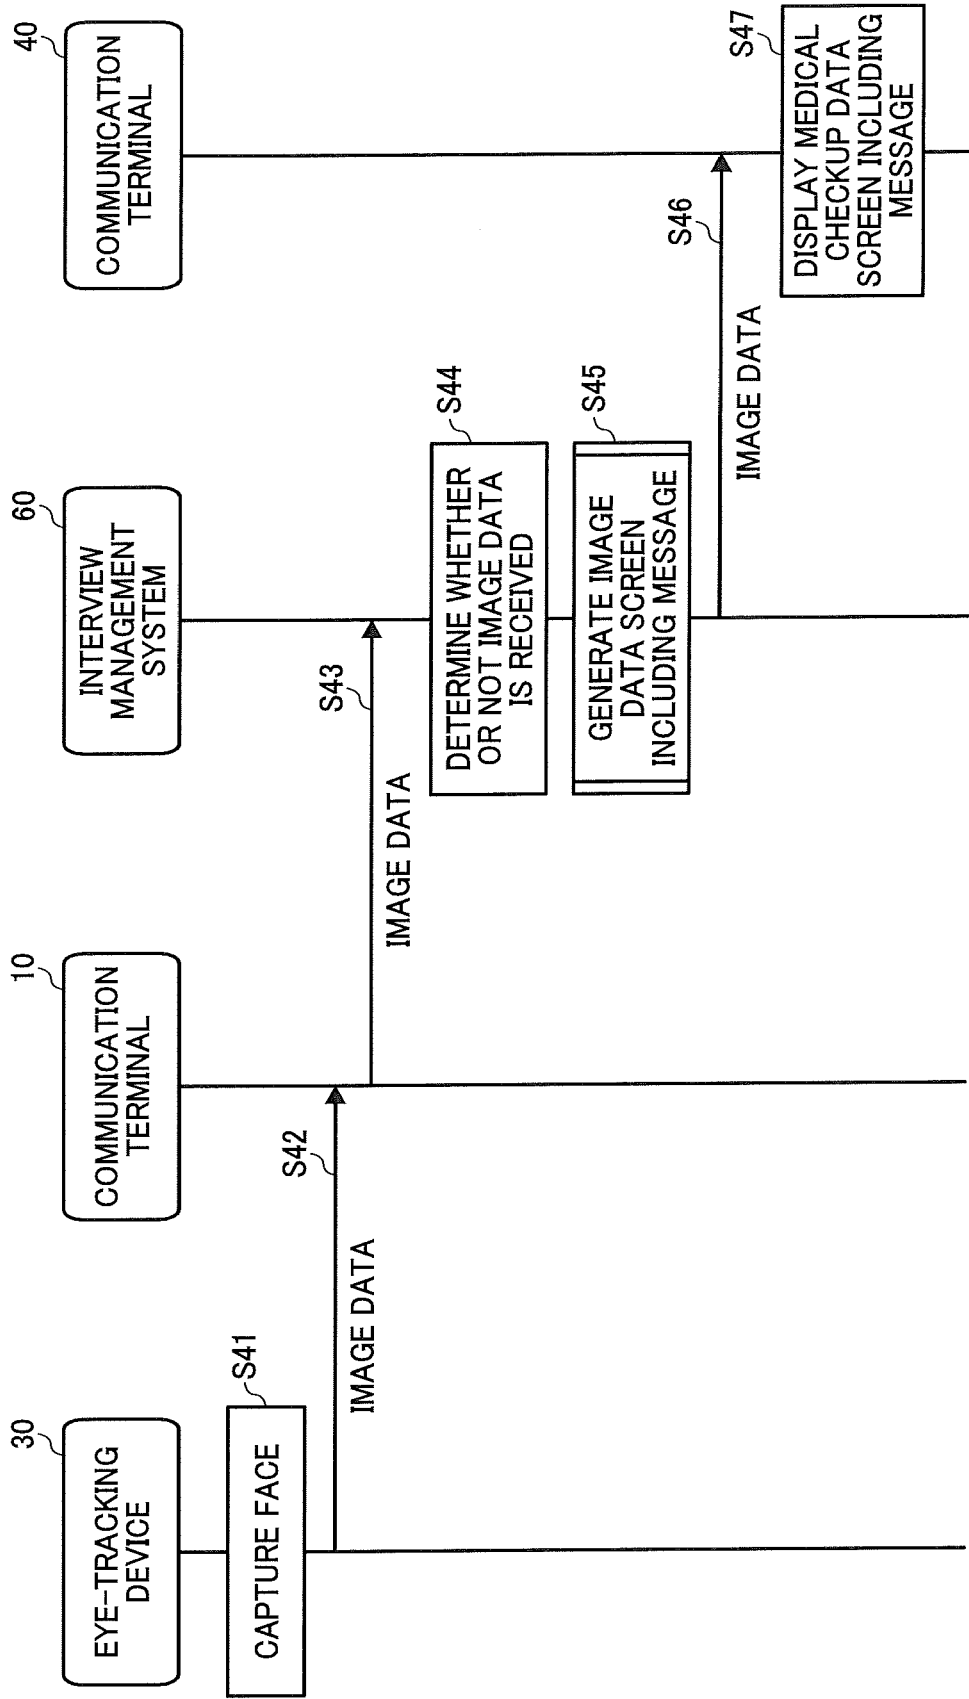 30
EYE-TRACKING
DEVICE
10
COMMUNICATION
TERMINAL
60
INTERVIEW
MANAGEMENT
SYSTEM
40
COMMUNICATION
TERMINAL
CAPTURE FACE
S41
S42
IMAGE DATA
S43
IMAGE DATA
S44
DETERMINE WHETHER
OR NOT IMAGE DATA
IS RECEIVED
S45
GENERATE IMAGE
DATA SCREEN
INCLUDING MESSAGE
S46
IMAGE DATA
S47
DISPLAY MEDICAL
CHECKUP DATA
SCREEN INCLUDING
MESSAGE